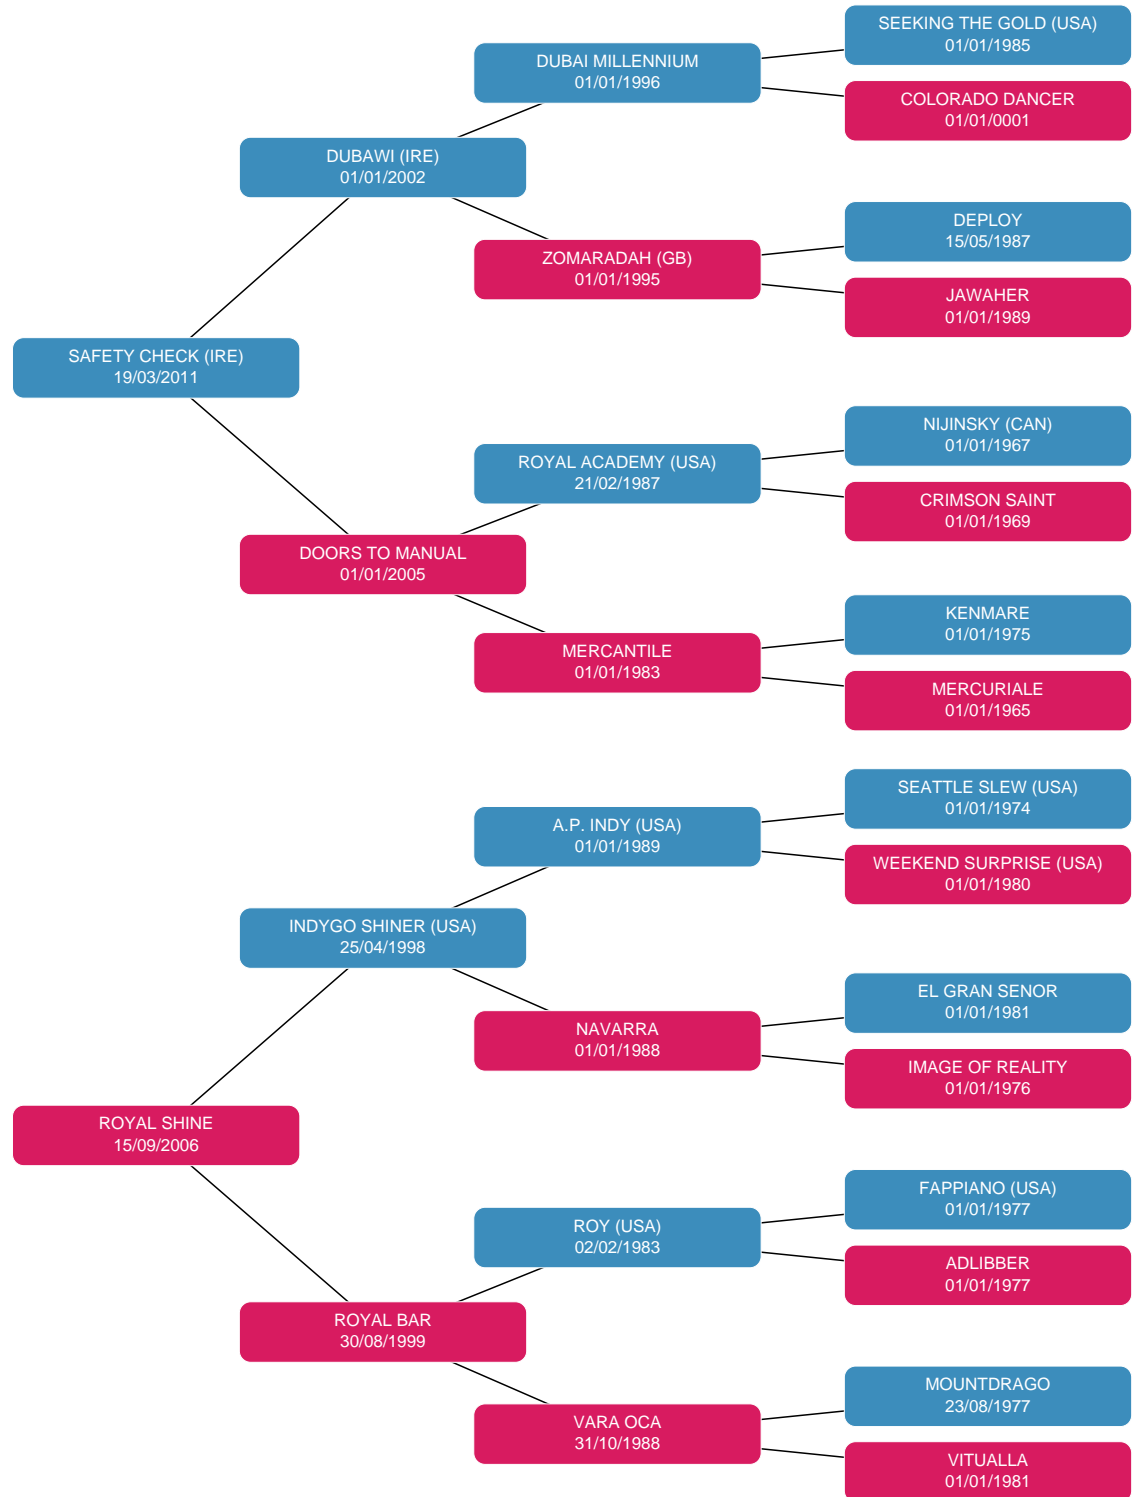 SEEKING THE GOLD (USA)
01/01/1985
DUBAI MILLENNIUM
01/01/1996
COLORADO DANCER
01/01/0001
DUBAWI (IRE)
01/01/2002
DEPLOY
15/05/1987
ZOMARADAH (GB)
01/01/1995
JAWAHER
01/01/1989
SAFETY CHECK (IRE)
19/03/2011
NIJINSKY (CAN)
01/01/1967
ROYAL ACADEMY (USA)
21/02/1987
CRIMSON SAINT
01/01/1969
DOORS TO MANUAL
01/01/2005
KENMARE
01/01/1975
MERCANTILE
01/01/1983
MERCURIALE
01/01/1965
SEATTLE SLEW (USA)
01/01/1974
A.P. INDY (USA)
01/01/1989
WEEKEND SURPRISE (USA)
01/01/1980
INDYGO SHINER (USA)
25/04/1998
EL GRAN SENOR
01/01/1981
NAVARRA
01/01/1988
IMAGE OF REALITY
01/01/1976
ROYAL SHINE
15/09/2006
FAPPIANO (USA)
01/01/1977
ROY (USA)
02/02/1983
ADLIBBER
01/01/1977
ROYAL BAR
30/08/1999
MOUNTDRAGO
23/08/1977
VARA OCA
31/10/1988
VITUALLA
01/01/1981